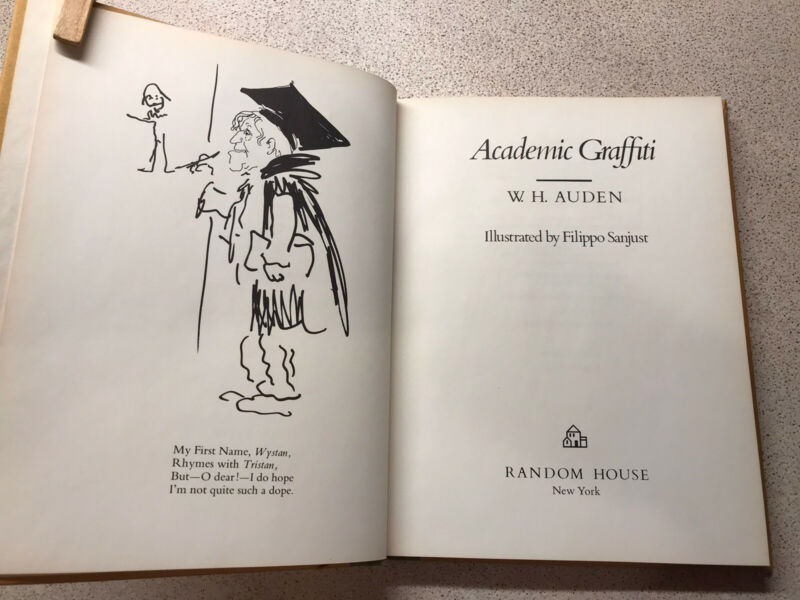 My First Name, Wystan,
Rhymes with Tristan,
But—O dear!—I do hope
I'm not quite such a dope.
Academic Graffiti
W. H. AUDEN
Illustrated by Filippo Sanjust
RANDOM HOUSE
New York